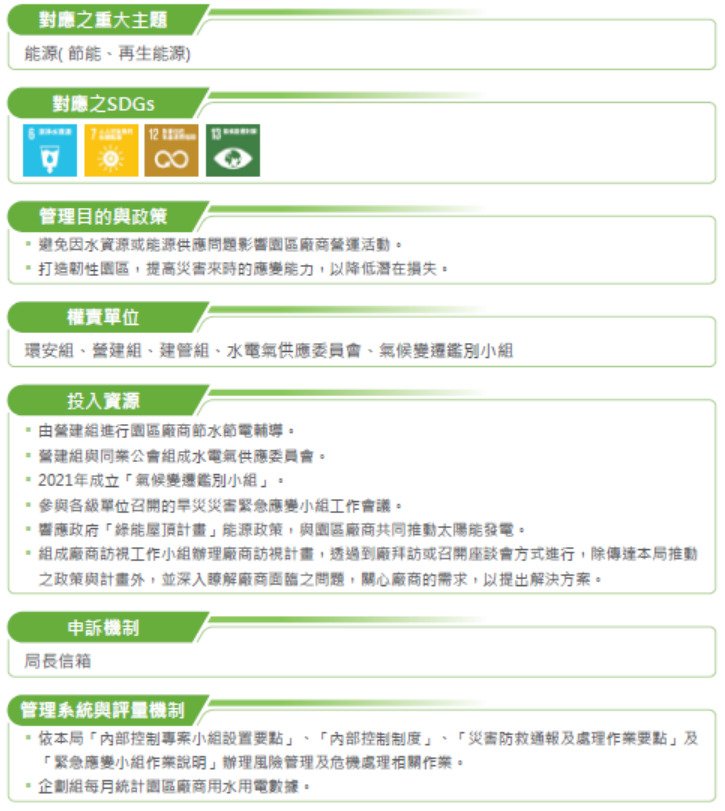 對應之重大主題
能源( 節能、再生能源)
對應之SDGs
6
7
12
13
管理目的與政策
▪ 避免因水資源或能源供應問題影響園區廠商營運活動。
▪ 打造韌性園區，提高災害來時的應變能力，以降低潛在損失。
權責單位
環安組、營建組、建管組、水電氣供應委員會、氣候變遷鑑別小組
投入資源
▪ 由營建組進行園區廠商節水節電輔導。
▪ 營建組與同業公會組成水電氣供應委員會。
▪ 2021年成立「氣候變遷鑑別小組」。
▪ 參與各級單位召開的旱災災害緊急應變小組工作會議。
▪ 響應政府「綠能屋頂計畫」能源政策，與園區廠商共同推動太陽能發電。
▪ 組成廠商訪視工作小組辦理廠商訪視計畫，透過到廠拜訪或召開座談會方式進行，除傳達本局推動
之政策與計畫外，並深入瞭解廠商面臨之問題，關心廠商的需求，以提出解決方案。
申訴機制
局長信箱
管理系統與評量機制
▪ 依本局「內部控制專案小組設置要點」、「內部控制制度」、「災害防救通報及處理作業要點」及
「緊急應變小組作業說明」辦理風險管理及危機處理相關作業。
▪ 企劃組每月統計園區廠商用水用電數據。